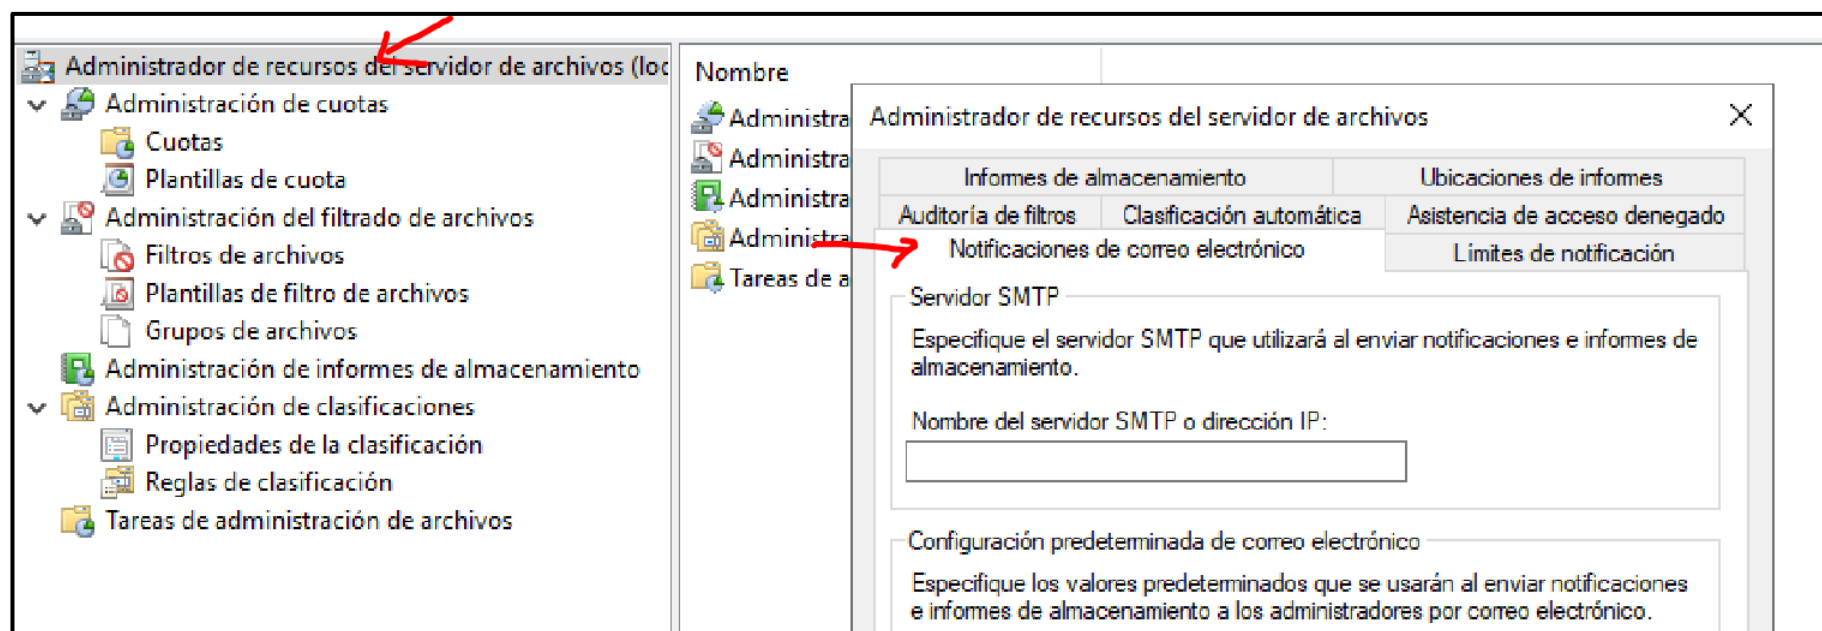 Administrador de recursos del servidor de archivos (loc
Administración de cuotas
Cuotas
Plantillas de cuota
Administración del filtrado de archivos
Filtros de archivos
Plantillas de filtro de archivos
Grupos de archivos
Administración de informes de almacenamiento
Administración de clasificaciones
Propiedades de la clasificación
Reglas de clasificación
Tareas de administración de archivos
Nombre
Administra
Administra
Administra
Administra
Tareas de a
Administrador de recursos del servidor de archivos
Informes de almacenamiento
Ubicaciones de informes
Auditoría de filtros
Clasificación automática
Asistencia de acceso denegado
Notificaciones de correo electrónico
Límites de notificación
Servidor SMTP
Especifique el servidor SMTP que utilizará al enviar notificaciones e informes de
almacenamiento.
Nombre del servidor SMTP o dirección IP:
Configuración predeterminada de correo electrónico
Especifique los valores predeterminados que se usarán al enviar notificaciones
e informes de almacenamiento a los administradores por correo electrónico.